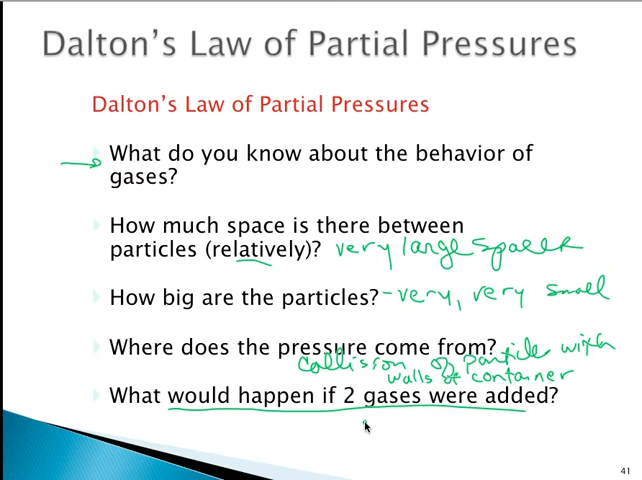 Dalton's Law of Partial Pressures
Dalton's Law of Partial Pressures
What do you know about the behavior of
gases?
How much space is there between
particles (relatively)? very large spaces
How big are the particles? - very, very small
Where does the pressure come from?
collission of particles with
walls of container
What would happen if 2 gases were added?
41